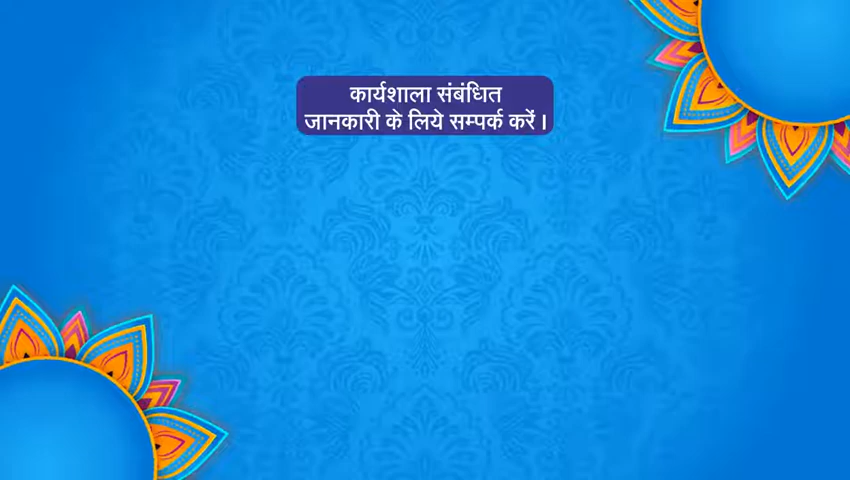 कार्यशाला संबंधित
जानकारी के लिये सम्पर्क करें।